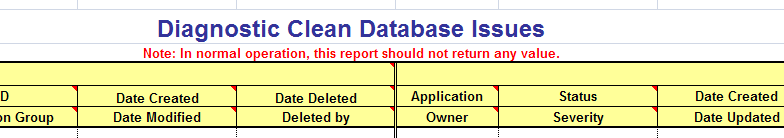 Diagnostic Clean Database Issues
Note: In normal operation, this report should not return any value.
D Date Created Date Deleted Application Status Date Created
on Group Date Modified Deleted by Owner Severity Date Updated